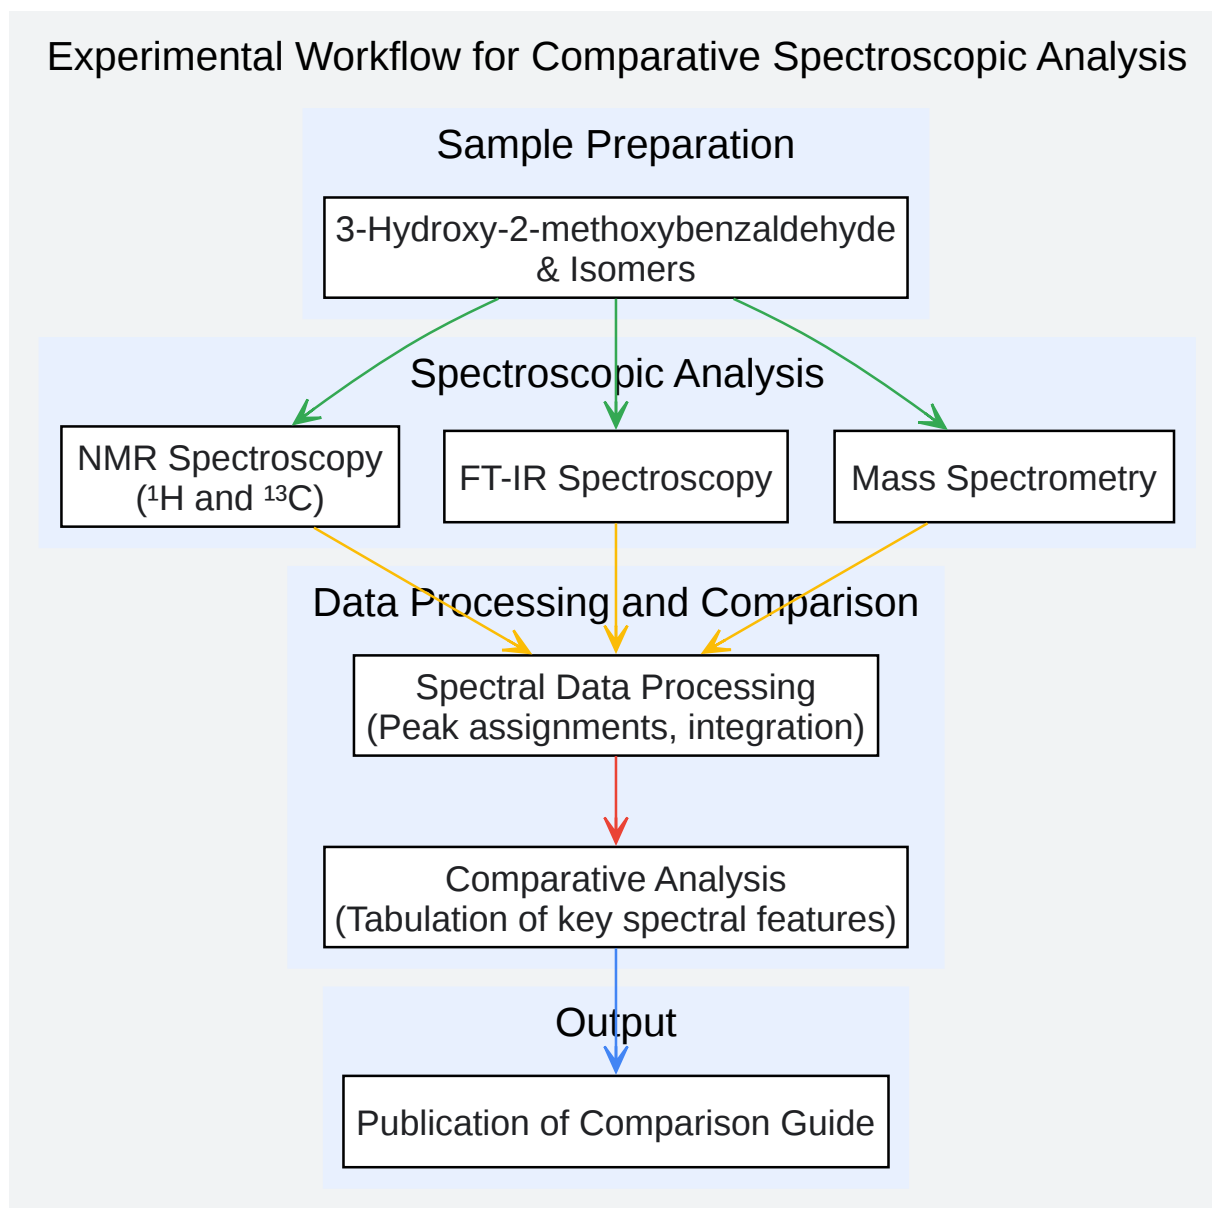 Experimental Workflow for Comparative Spectroscopic Analysis
Sample Preparation
3-Hydroxy-2-methoxybenzaldehyde
& Isomers
Spectroscopic Analysis
NMR Spectroscopy
(¹H and ¹³C)
FT-IR Spectroscopy
Mass Spectrometry
Data Processing and Comparison
Spectral Data Processing
(Peak assignments, integration)
Comparative Analysis
(Tabulation of key spectral features)
Output
Publication of Comparison Guide